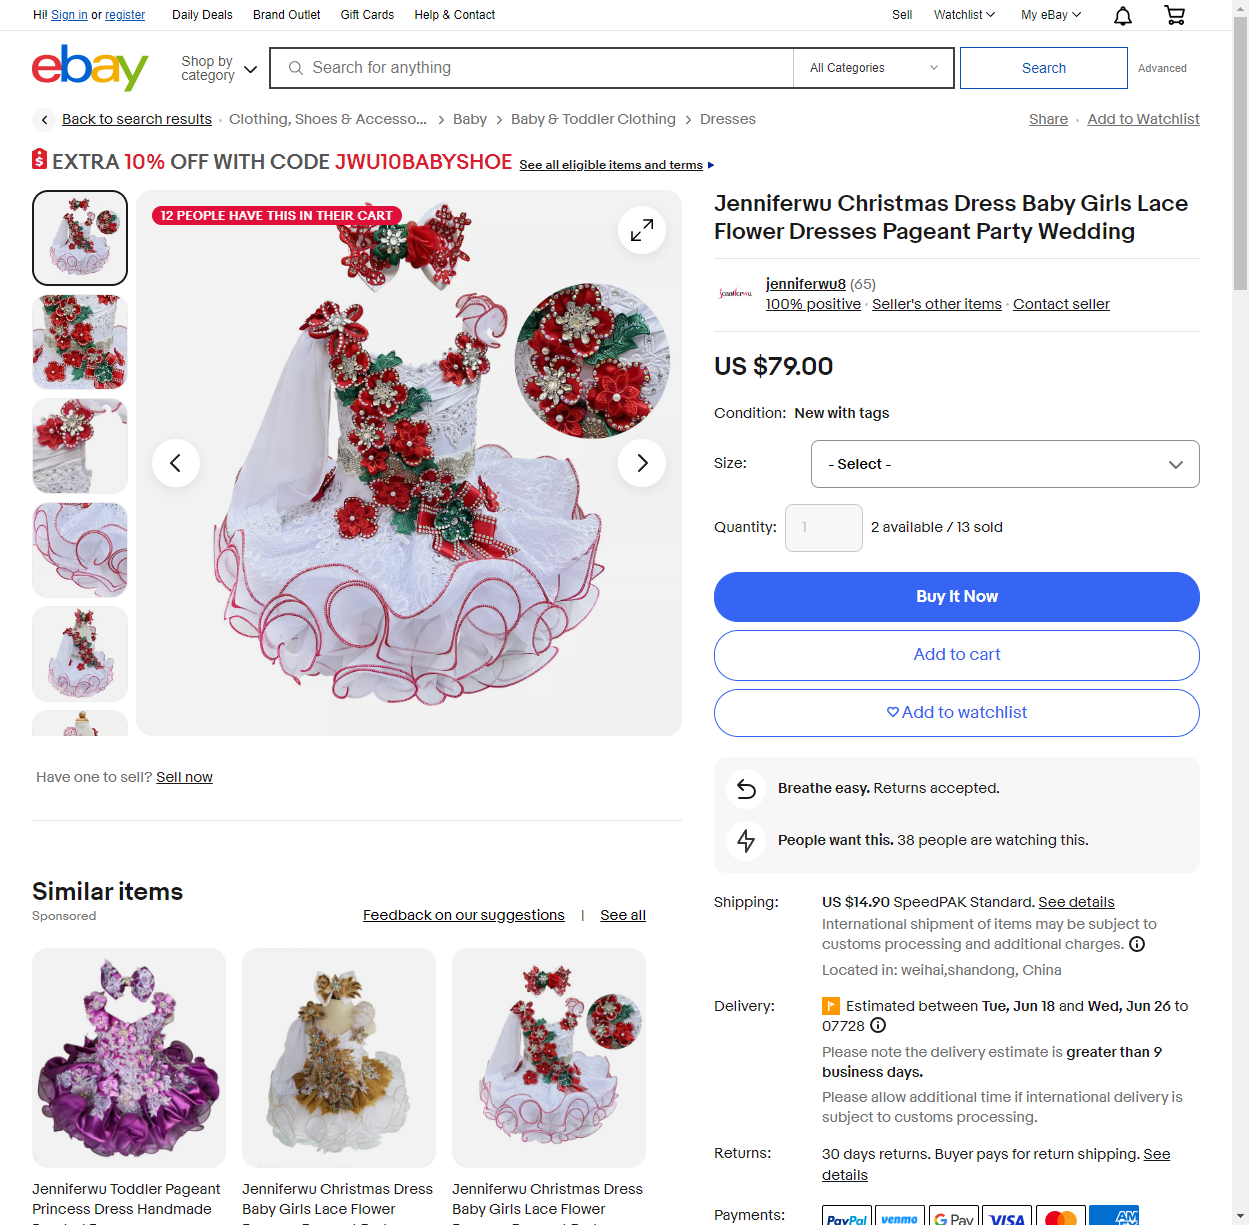 Hi! Sign in or register
Daily Deals
Brand Outlet
Gift Cards
Help & Contact
Sell
Watchlist
My eBay
ebay
Shop by
category
Search for anything
All Categories
Search
Advanced
Back to search results
Clothing, Shoes & Accesso...
Baby
Baby & Toddler Clothing
Dresses
Share
Add to Watchlist
EXTRA 10% OFF WITH CODE JWU10BABYSHOE See all eligible items and terms
12 PEOPLE HAVE THIS IN THEIR CART
Jenniferwu Christmas Dress Baby Girls Lace
Flower Dresses Pageant Party Wedding
Jenniferwu
jenniferwu8 (65)
100% positive · Seller's other items · Contact seller
US $79.00
Condition: New with tags
Size:
- Select -
Quantity:
1
2 available / 13 sold
Buy It Now
Add to cart
Add to watchlist
Breathe easy. Returns accepted.
People want this. 38 people are watching this.
Have one to sell? Sell now
Similar items
Sponsored
Feedback on our suggestions | See all
Jenniferwu Toddler Pageant
Princess Dress Handmade
Jenniferwu Christmas Dress
Baby Girls Lace Flower
Jenniferwu Christmas Dress
Baby Girls Lace Flower
Shipping:
US $14.90 SpeedPAK Standard. See details
International shipment of items may be subject to
customs processing and additional charges.
Located in: weihai,shandong, China
Delivery:
Estimated between Tue, Jun 18 and Wed, Jun 26 to
07728
Please note the delivery estimate is greater than 9
business days.
Please allow additional time if international delivery is
subject to customs processing.
Returns:
30 days returns. Buyer pays for return shipping. See
details
Payments:
PayPal
venmo
G Pay
VISA
AM